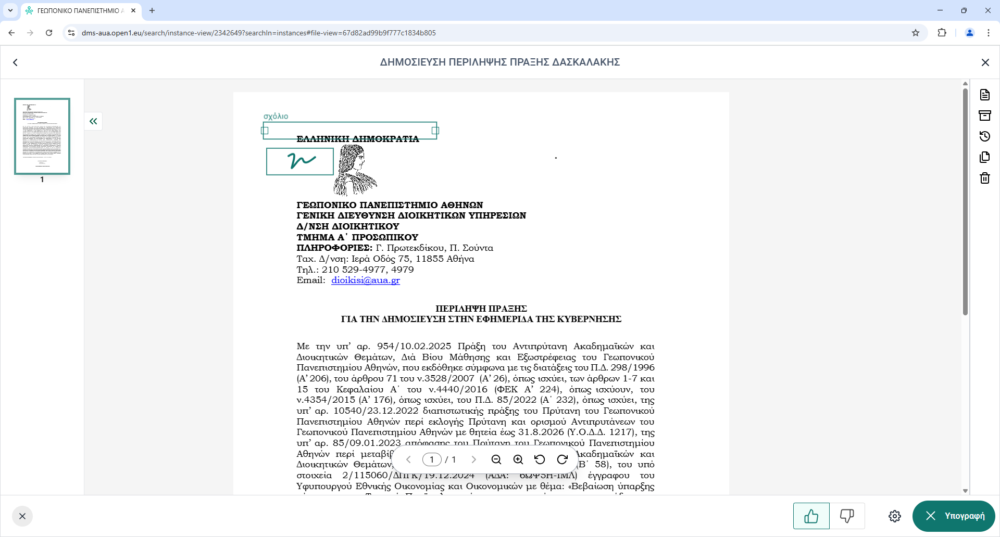 ΓΕΩΠΟΝΙΚΟ ΠΑΝΕΠΙΣΤΗΜΙΟ
dms-aua.open1.eu/search/instance-view/2342649?searchIn=instances#file-view=67d82ad99b9f777c1834b805
ΔΗΜΟΣΙΕΥΣΗ ΠΕΡΙΛΗΨΗΣ ΠΡΑΞΗΣ ΔΑΣΚΑΛΑΚΗΣ
1
σχόλιο
ΕΛΛΗΝΙΚΗ ΔΗΜΟΚΡΑΤΙΑ
ΓΕΩΠΟΝΙΚΟ ΠΑΝΕΠΙΣΤΗΜΙΟ ΑΘΗΝΩΝ
ΓΕΝΙΚΗ ΔΙΕΥΘΥΝΣΗ ΔΙΟΙΚΗΤΙΚΩΝ ΥΠΗΡΕΣΙΩΝ
Δ/ΝΣΗ ΔΙΟΙΚΗΤΙΚΟΥ
ΤΜΗΜΑ Α΄ ΠΡΟΣΩΠΙΚΟΥ
ΠΛΗΡΟΦΟΡΙΕΣ: Γ. Πρωτεκδίκου, Π. Σούντα
Ταχ. Δ/νση: Ιερά Οδός 75, 11855 Αθήνα
Τηλ.: 210 529-4977, 4979
Email: dioikisi@aua.gr
ΠΕΡΙΛΗΨΗ ΠΡΑΞΗΣ
ΓΙΑ ΤΗΝ ΔΗΜΟΣΙΕΥΣΗ ΣΤΗΝ ΕΦΗΜΕΡΙΔΑ ΤΗΣ ΚΥΒΕΡΝΗΣΗΣ
Με την υπ’ αρ. 954/10.02.2025 Πράξη του Αντιπρύτανη Ακαδημαϊκών και
Διοικητικών Θεμάτων, Διά Βίου Μάθησης και Εξωστρέφειας του Γεωπονικού
Πανεπιστημίου Αθηνών, που εκδόθηκε σύμφωνα με τις διατάξεις του Π.Δ. 298/1996
(Α’ 206), του άρθρου 71 του ν.3528/2007 (Α’ 26), όπως ισχύει, των άρθρων 1-7 και
15 του Κεφαλαίου Α΄ του ν.4440/2016 (ΦΕΚ Α’ 224), όπως ισχύουν, του
ν.4354/2015 (Α’ 176), όπως ισχύει, του Π.Δ. 85/2022 (Α΄ 232), όπως ισχύει, της
υπ’ αρ. 10540/23.12.2022 διαπιστωτικής πράξης του Πρύτανη του Γεωπονικού
Πανεπιστημίου Αθηνών περί εκλογής Πρύτανη και ορισμού Αντιπρυτάνεων του
Γεωπονικού Πανεπιστημίου Αθηνών με θητεία έως 31.8.2026 (Υ.Ο.Δ.Δ. 1217), της
υπ’ αρ. 85/09.01.2023 απόφασης του Πρύτανη του Γεωπονικού Πανεπιστημίου
Αθηνών περί Ακαδημαϊκών και
Διοικητικών Θεμάτων, (Β΄ 58), του υπό
στοιχεία 2/115060/ΔΠΓΚ/19.12.2024 (ΑΔΑ: 6ΩΨ5Η-ΙΜΛ) έγγραφου του
Υφυπουργού Εθνικής Οικονομίας και Οικονομικών με θέμα: «Βεβαίωση ύπαρξης
1 / 1
Υπογραφή